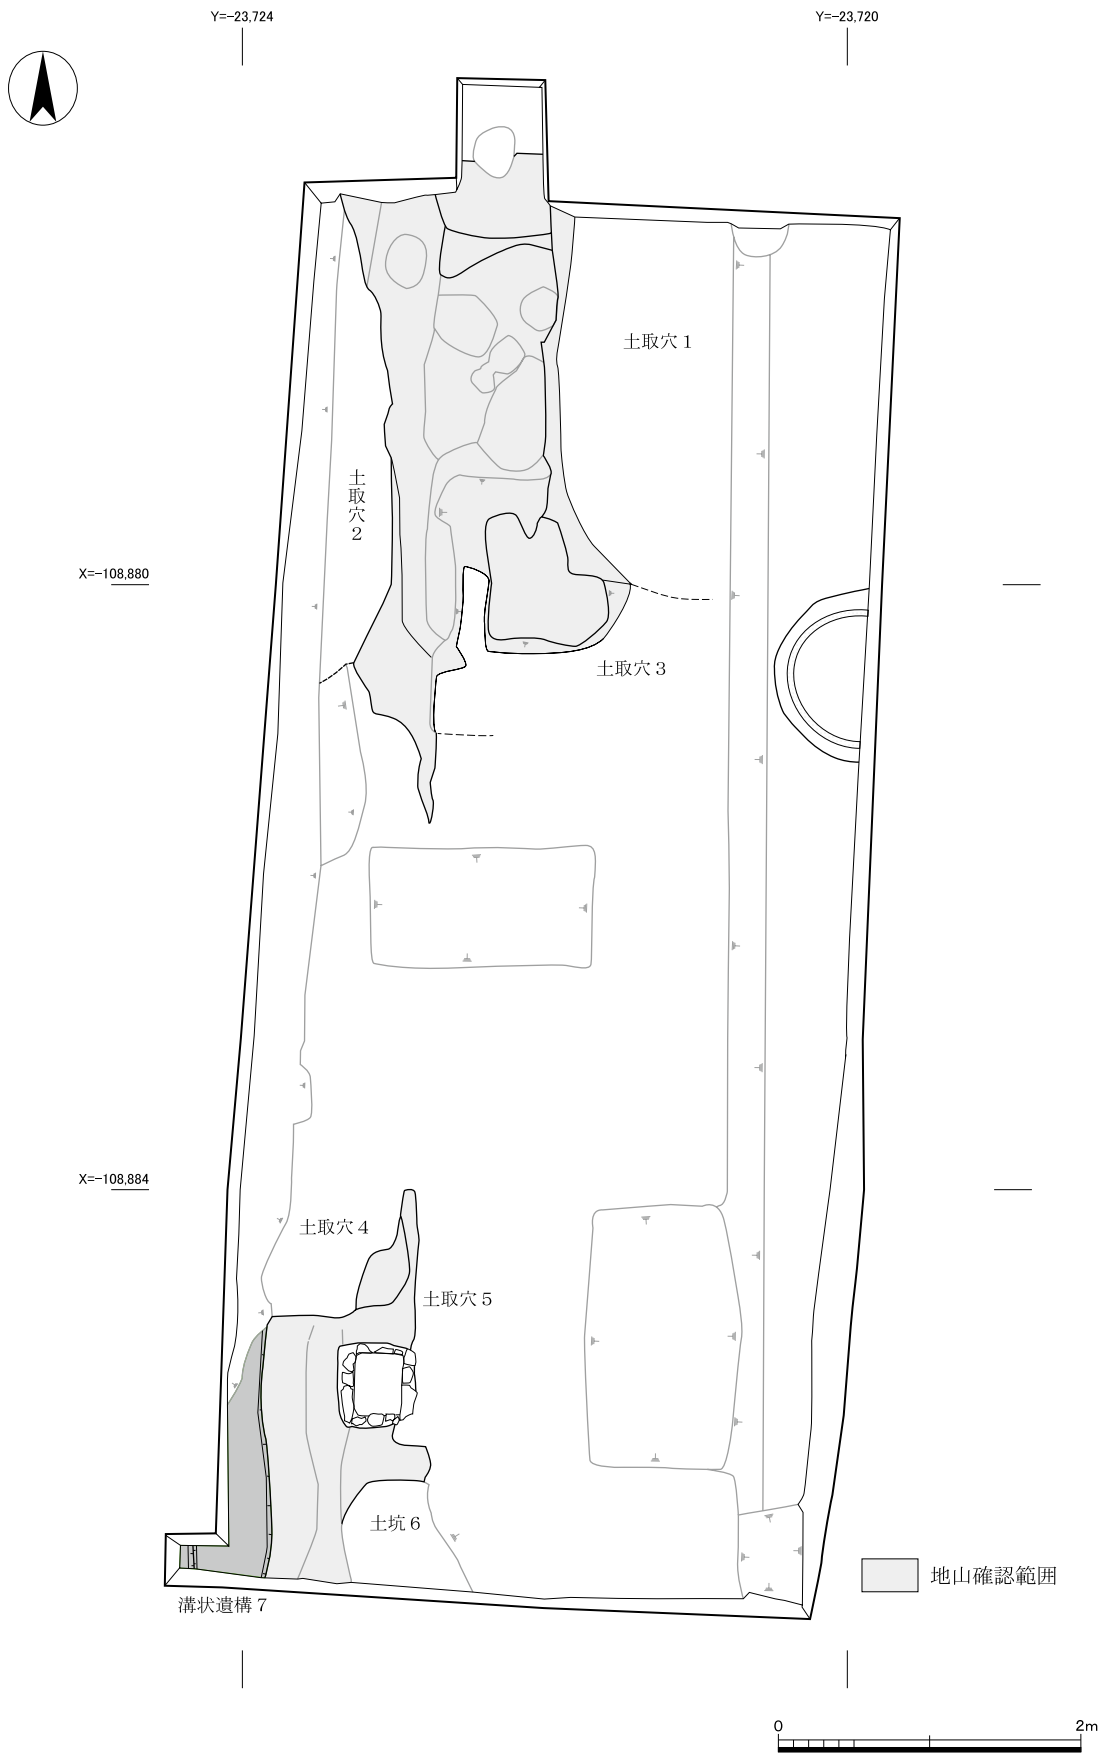 Y=-23,724
Y=-23,720
土取穴１
土取穴２
X=-108,880
土取穴３
X=-108,884
土取穴４
土取穴５
土坑６
地山確認範囲
溝状遺構７
0
2m